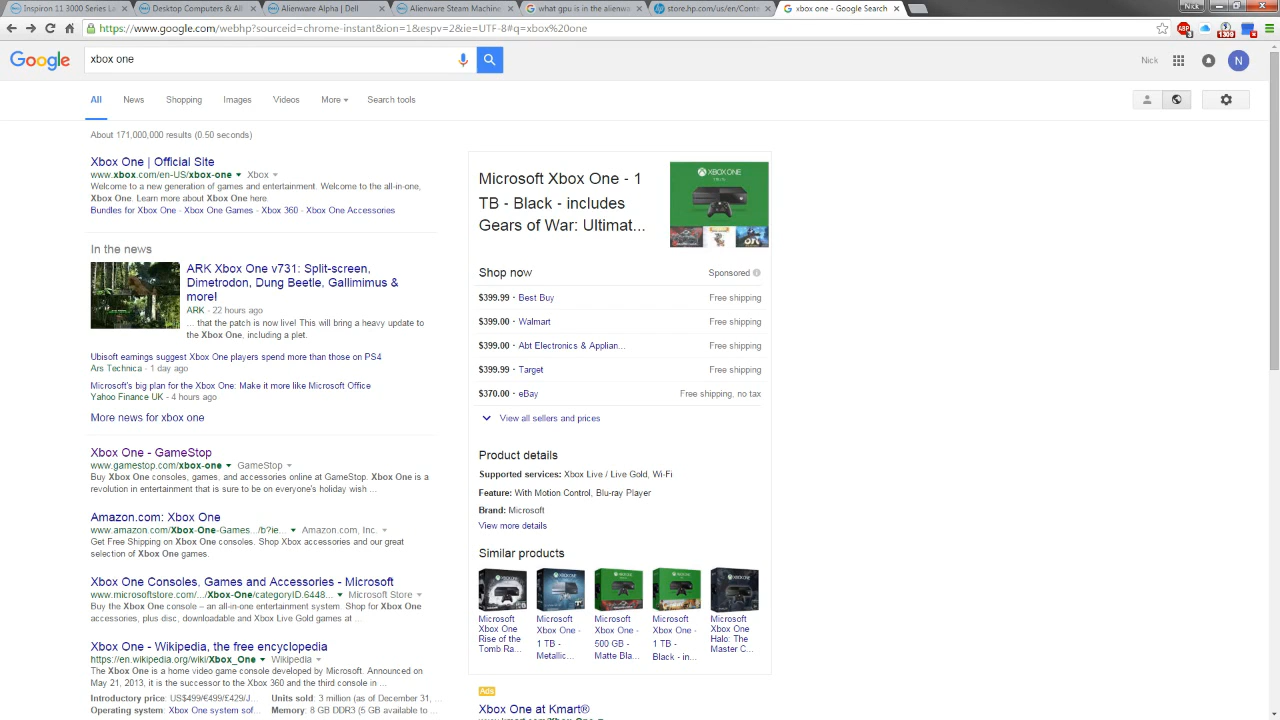 Inspiron 11 3000 Series La
Desktop Computers & All
Alienware Alpha | Dell
Alienware Steam Machine
what gpu is in the alienwa
store.hp.com/us/en/Conte
xbox one - Google Search
Nick
https://www.google.com/webhp?sourceid=chrome-instant&ion=1&espv=2&ie=UTF-8#q=xbox%20one
Google
xbox one
Nick
N
All News Shopping Images Videos More Search tools
About 171,000,000 results (0.50 seconds)
Xbox One | Official Site
www.xbox.com/en-US/xbox-one Xbox
Welcome to a new generation of games and entertainment. Welcome to the all-in-one,
Xbox One. Learn more about Xbox One here.
Bundles for Xbox One - Xbox One Games - Xbox 360 - Xbox One Accessories
In the news
ARK Xbox One v731: Split-screen,
Dimetrodon, Dung Beetle, Gallimimus &
more!
ARK - 22 hours ago
... that the patch is now live! This will bring a heavy update to
the Xbox One, including a plet.
Ubisoft earnings suggest Xbox One players spend more than those on PS4
Ars Technica - 1 day ago
Microsoft's big plan for the Xbox One: Make it more like Microsoft Office
Yahoo Finance UK - 4 hours ago
More news for xbox one
Xbox One - GameStop
www.gamestop.com/xbox-one GameStop
Buy Xbox One consoles, games, and accessories online at GameStop. Xbox One is a
revolution in entertainment that is sure to be on everyone's holiday wish ...
Amazon.com: Xbox One
www.amazon.com/Xbox-One-Games.../b?ie... Amazon.com, Inc.
Get Free Shipping on Xbox One consoles. Shop Xbox accessories and our great
selection of Xbox One games.
Xbox One Consoles, Games and Accessories - Microsoft
www.microsoftstore.com/.../Xbox-One/categoryID.6448... Microsoft Store
Buy the Xbox One console – an all-in-one entertainment system. Shop for Xbox One
accessories, plus disc, downloadable and Xbox Live Gold games at ...
Xbox One - Wikipedia, the free encyclopedia
https://en.wikipedia.org/wiki/Xbox_One Wikipedia
The Xbox One is a home video game console developed by Microsoft. Announced on
May 21, 2013, it is the successor to the Xbox 360 and the third console in ...
Introductory price: US$499/€499/£429/J... Units sold: 3 million (as of December 31, ...
Operating system: Xbox One system sof... Memory: 8 GB DDR3 (5 GB available to ...
Microsoft Xbox One - 1
TB - Black - includes
Gears of War: Ultimat...
XBOX ONE
Shop now Sponsored
$399.99 - Best Buy Free shipping
$399.00 - Walmart Free shipping
$399.00 - Abt Electronics & Applian... Free shipping
$399.99 - Target Free shipping
$370.00 - eBay Free shipping, no tax
View all sellers and prices
Product details
Supported services: Xbox Live / Live Gold, Wi-Fi
Feature: With Motion Control, Blu-ray Player
Brand: Microsoft
View more details
Similar products
Microsoft
Xbox One
Rise of the
Tomb Ra...
Microsoft
Xbox One -
1 TB -
Metallic...
Microsoft
Xbox One -
500 GB -
Matte Bla...
Microsoft
Xbox One -
1 TB -
Black - in...
Microsoft
Xbox One
Halo: The
Master C...
Ads
Xbox One at Kmart®